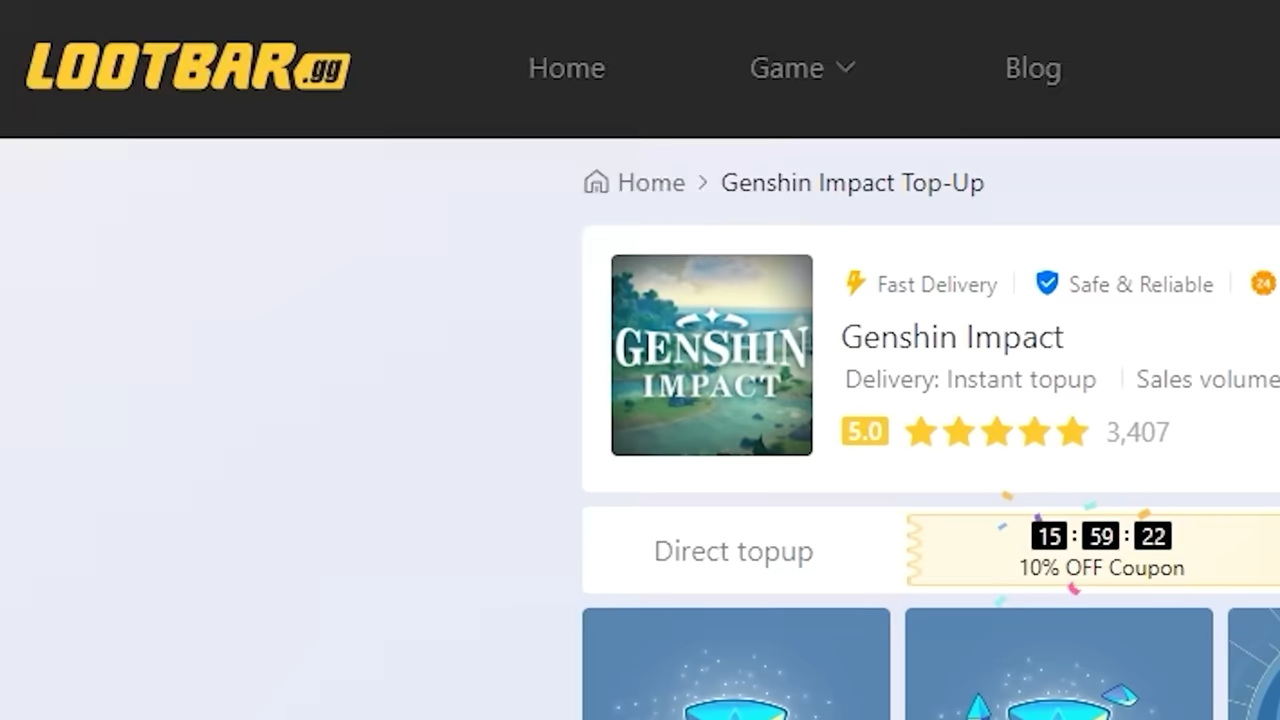 LOOTBAR.gg
Home
Game
Blog
Home > Genshin Impact Top-Up
GENSHIN
IMPACT
Fast Delivery
Safe & Reliable
24
Genshin Impact
Delivery: Instant topup
Sales volume
5.0
3,407
Direct topup
15 : 59 : 22
10% OFF Coupon